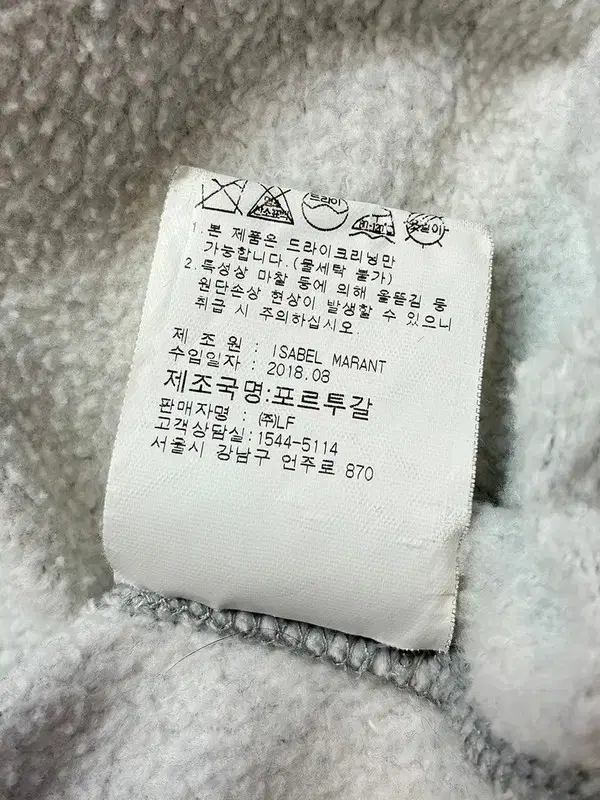 드라이
1. 본 제품은 드라이크리닝만
가능합니다.(물세탁 불가)
2. 특성상 마찰 등에 의해 올뜯김 등
원단손상 현상이 발생할 수 있으니
취급 시 주의하십시오.
제 조 원 : ISABEL MARANT
수입일자 : 2018.08
제조국명:포르투갈
판매자명 : ㈜LF
고객상담실:1544-5114
서울시 강남구 언주로 870